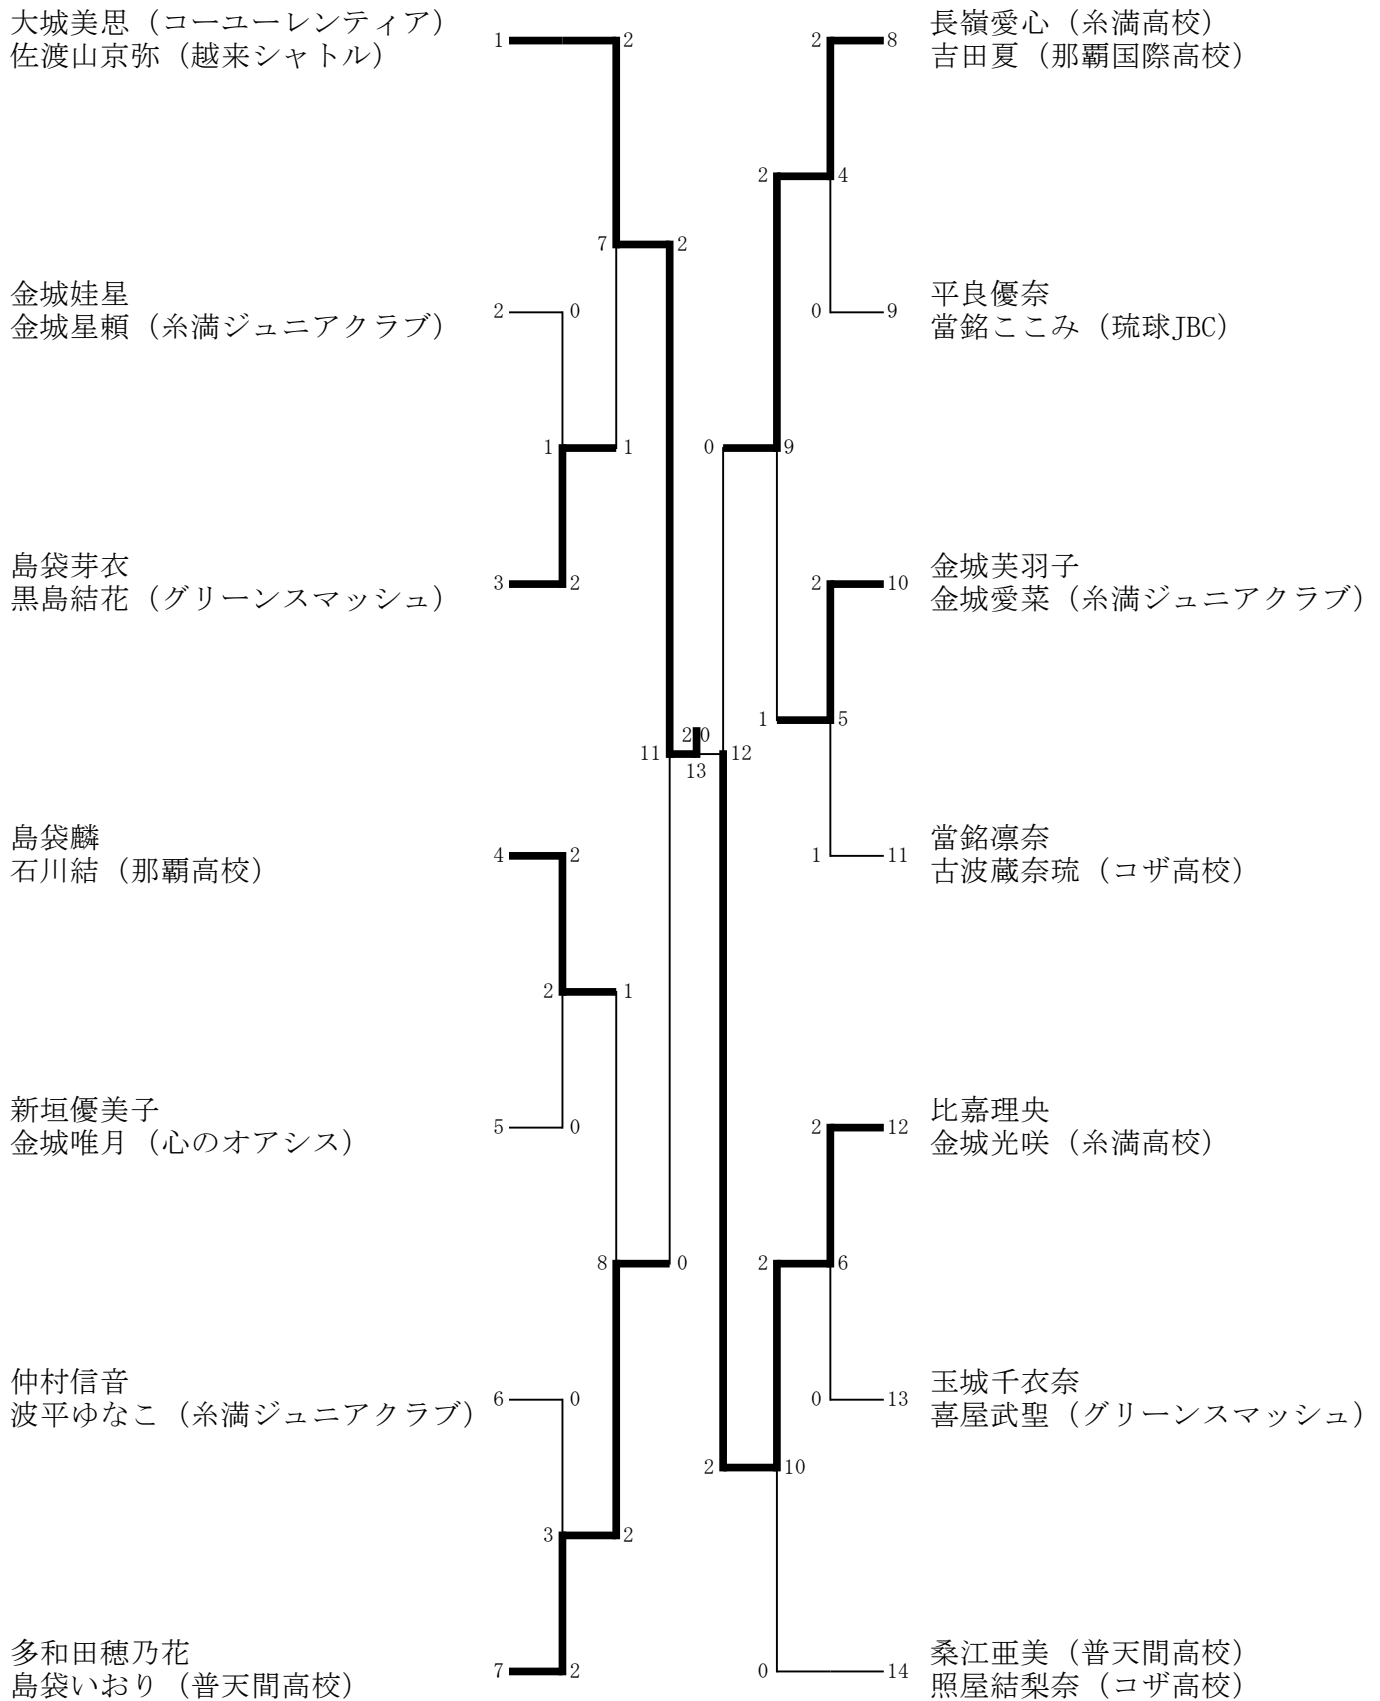 大城美思（コーユーレンティア）
佐渡山京弥（越来シャトル）
1
2
金城娃星
金城星頼（糸満ジュニアクラブ）
2
0
7
2
1
1
島袋芽衣
黒島結花（グリーンスマッシュ）
3
2
島袋麟
石川結（那覇高校）
4
2
2
1
新垣優美子
金城唯月（心のオアシス）
5
0
8
0
仲村信音
波平ゆなこ（糸満ジュニアクラブ）
6
0
3
2
多和田穂乃花
島袋いおり（普天間高校）
7
2
11
2
0
13
12
2
8
長嶺愛心（糸満高校）
吉田夏（那覇国際高校）
2
4
0
9
平良優奈
當銘ここみ（琉球JBC）
0
9
2
10
金城芙羽子
金城愛菜（糸満ジュニアクラブ）
1
5
1
11
當銘凛奈
古波蔵奈琉（コザ高校）
2
12
比嘉理央
金城光咲（糸満高校）
2
6
0
13
玉城千衣奈
喜屋武聖（グリーンスマッシュ）
2
10
0
14
桑江亜美（普天間高校）
照屋結梨奈（コザ高校）